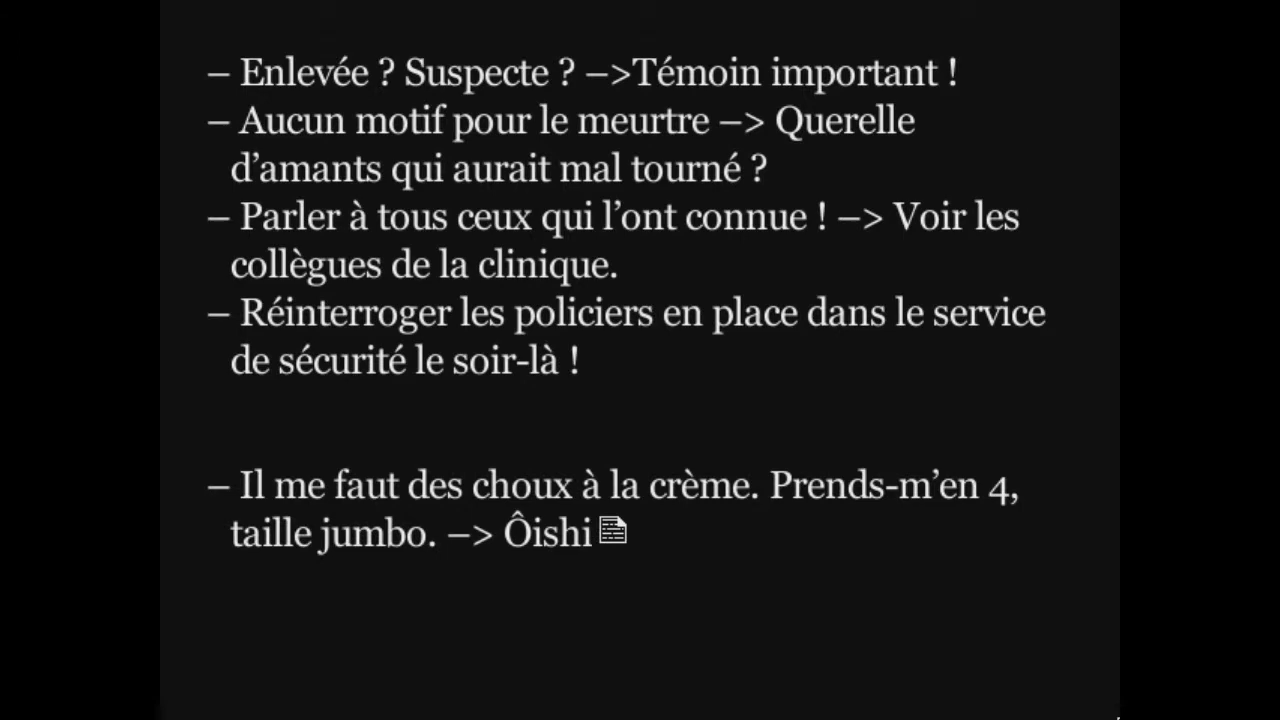 – Enlevée ? Suspecte ? –>Témoin important !
– Aucun motif pour le meurtre –> Querelle
d’amants qui aurait mal tourné ?
– Parler à tous ceux qui l’ont connue ! –> Voir les
collègues de la clinique.
– Réinterroger les policiers en place dans le service
de sécurité le soir-là !
– Il me faut des choux à la crème. Prends-m’en 4,
taille jumbo. –> Ôishi